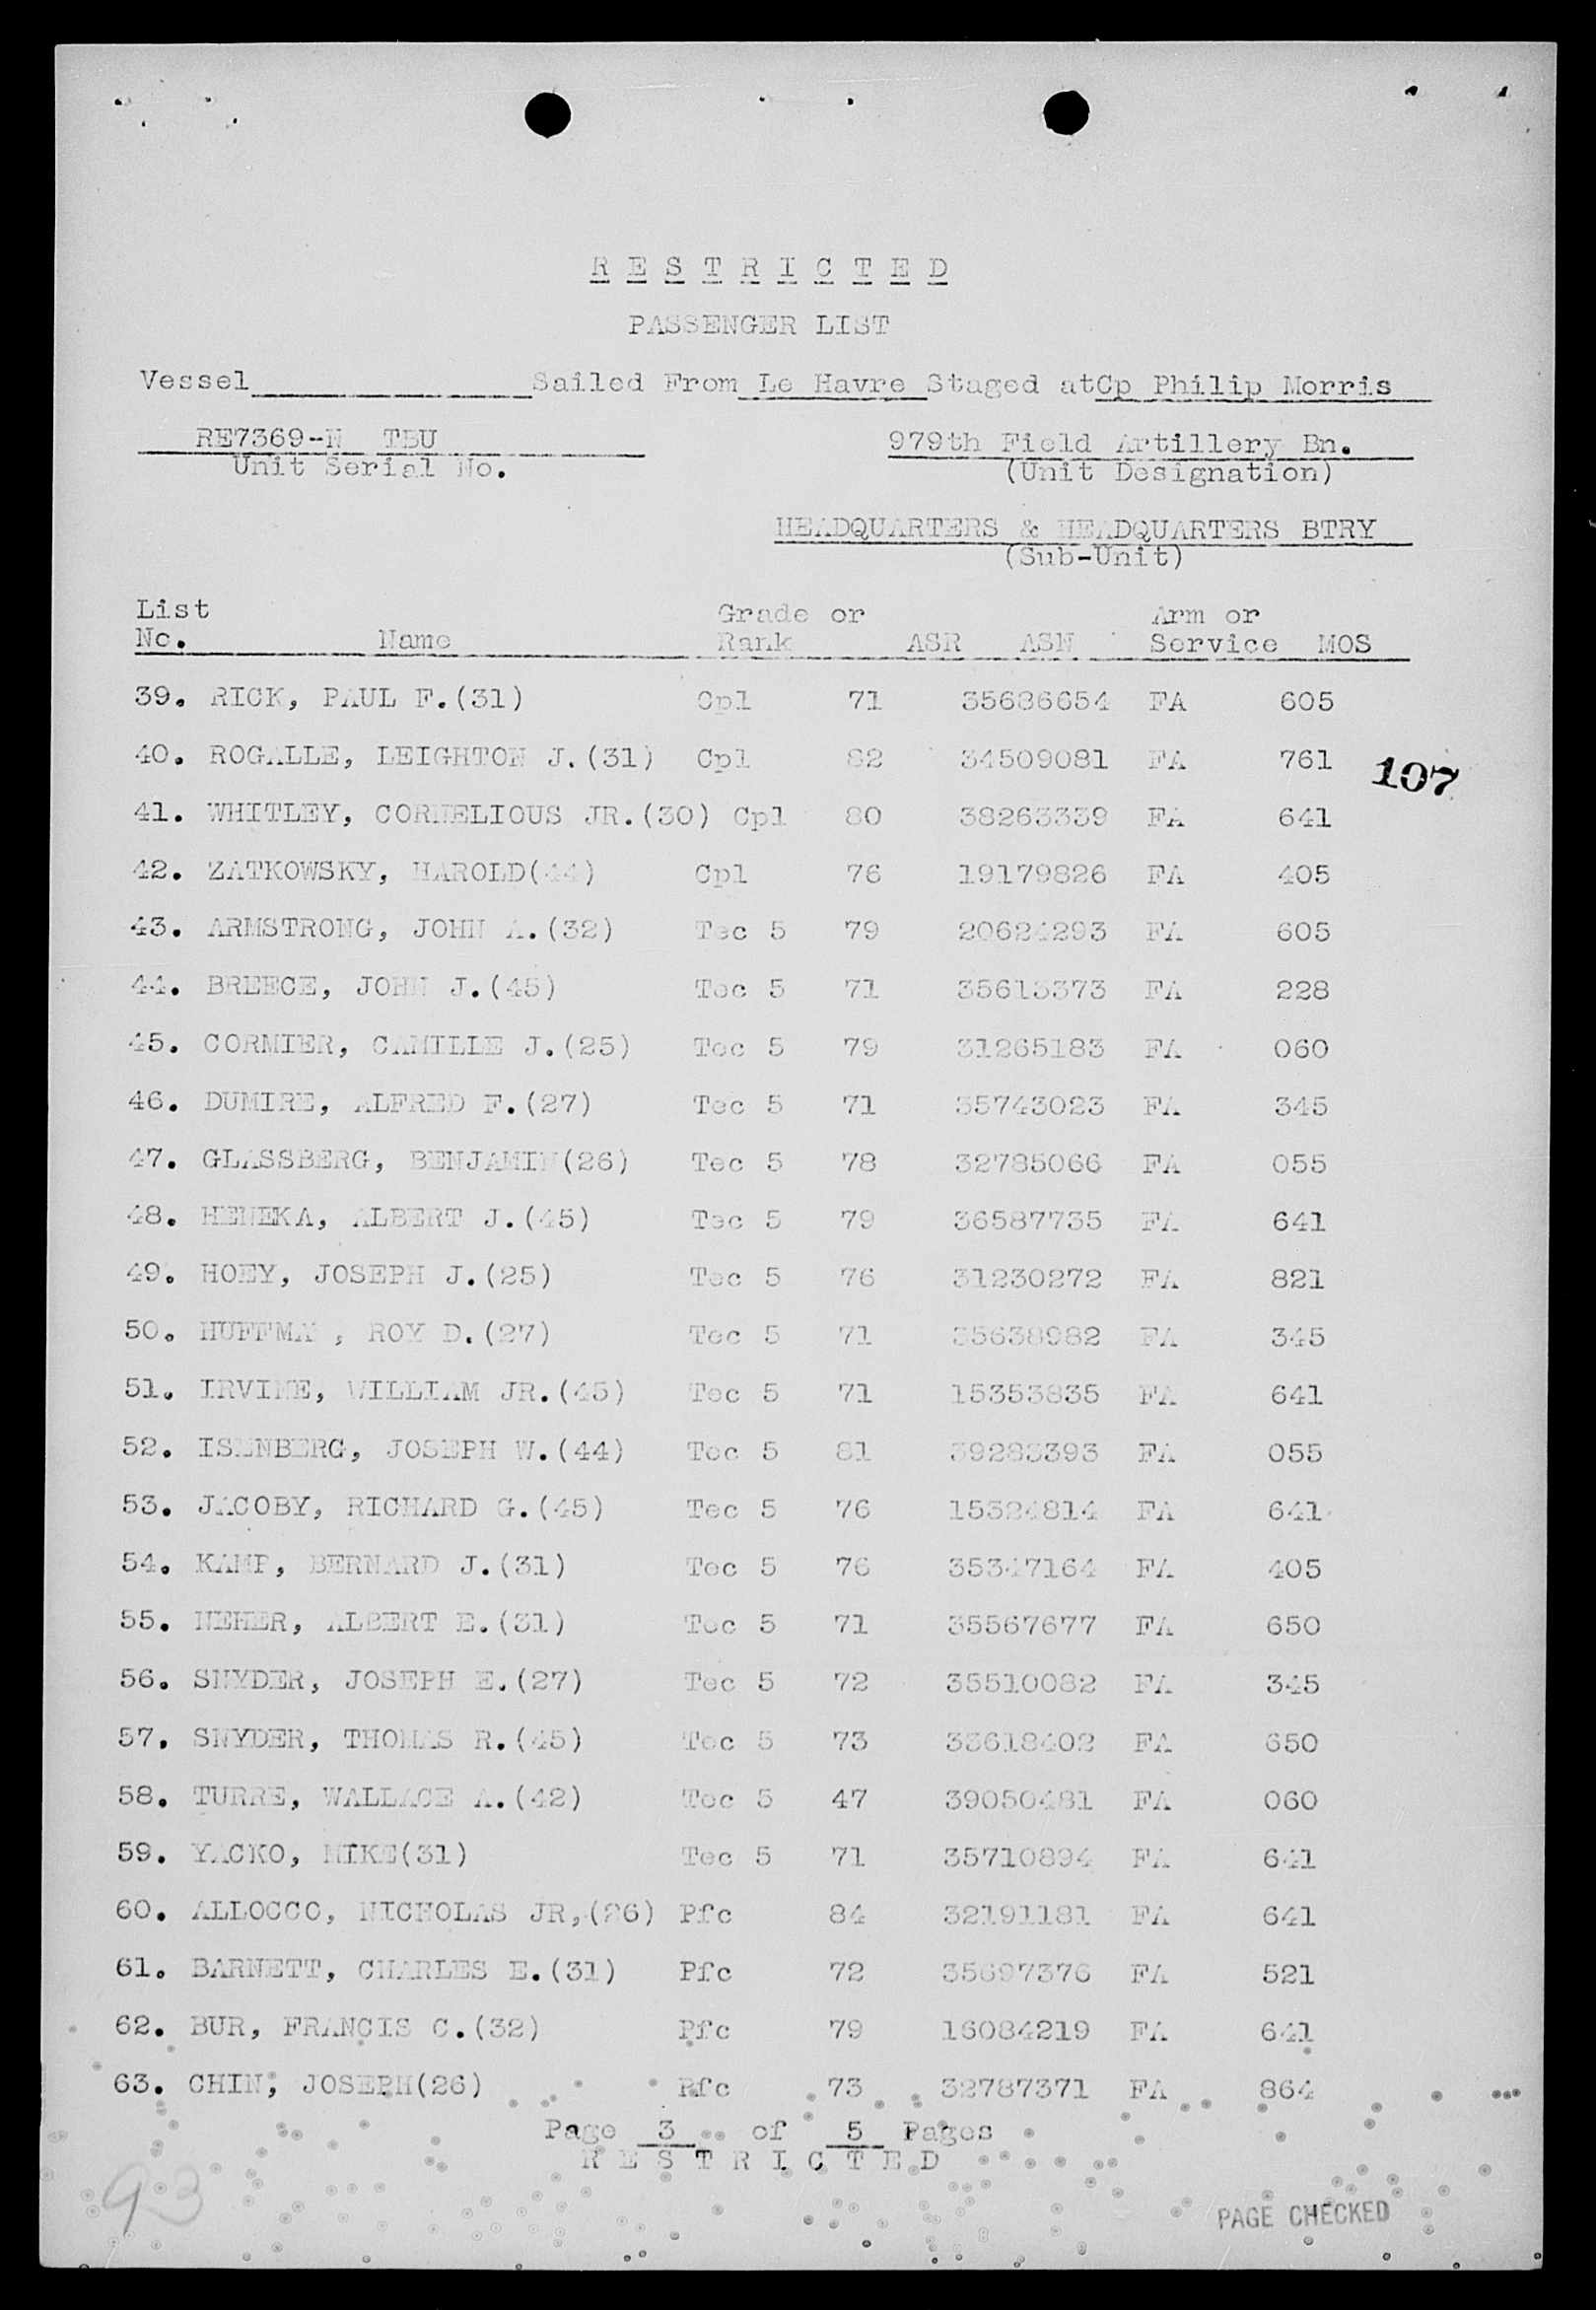 R E S T R I C T E D
PASSENGER LIST
Vessel Sailed From Le Havre Staged at Cp Philip Morris
RE7369-N TBU 979th Field Artillery Bn.
Unit Serial No. (Unit Designation)
HEADQUARTERS & HEADQUARTERS BTRY
(Sub-Unit)
List Grade or Arm or
No. Name Rank ASR ASN Service MOS
39. RICK, PAUL F.(31) Cpl 71 35686654 FA 605
40. ROGALLE, LEIGHTON J.(31) Cpl 82 34509081 FA 761
107
41. WHITLEY, CORNELIOUS JR.(30) Cpl 80 38263339 FA 641
42. ZATKOWSKY, HAROLD(44) Cpl 76 19179826 FA 405
43. ARMSTRONG, JOHN A.(32) Tec 5 79 20624293 FA 605
44. BREECE, JOHN J.(45) Tec 5 71 35613373 FA 228
45. CORMIER, CAMILLE J.(25) Tec 5 79 31265183 FA 060
46. DUMIRE, ALFRED F.(27) Tec 5 71 35743023 FA 345
47. GLASSBERG, BENJAMIN(26) Tec 5 78 32785066 FA 055
48. HENEKA, ALBERT J.(45) Tec 5 79 36587735 FA 641
49. HOEY, JOSEPH J.(25) Tec 5 76 31230272 FA 821
50. HUFFMAN, ROY D.(27) Tec 5 71 35638982 FA 345
51. IRVINE, WILLIAM JR.(45) Tec 5 71 15353835 FA 641
52. ISENBERG, JOSEPH W.(44) Tec 5 81 39283393 FA 055
53. JACOBY, RICHARD G.(45) Tec 5 76 15324814 FA 641
54. KAMP, BERNARD J.(31) Tec 5 76 35347164 FA 405
55. NEHER, ALBERT E.(31) Tec 5 71 35567677 FA 650
56. SNYDER, JOSEPH E.(27) Tec 5 72 35510082 FA 345
57. SNYDER, THOMAS R.(45) Tec 5 73 35618402 FA 650
58. TURRE, WALLACE A.(42) Tec 5 47 39050481 FA 060
59. YACKO, MIKE(31) Tec 5 71 35710894 FA 641
60. ALLOCCO, NICHOLAS JR,(26) Pfc 84 32191181 FA 641
61. BARNETT, CHARLES E.(31) Pfc 72 35697376 FA 521
62. BUR, FRANCIS C.(32) Pfc 79 16084219 FA 641
63. CHIN, JOSEPH(26) Pfc 73 32787371 FA 864
Page 3 of 5 Pages
R E S T R I C T E D
93
PAGE CHECKED